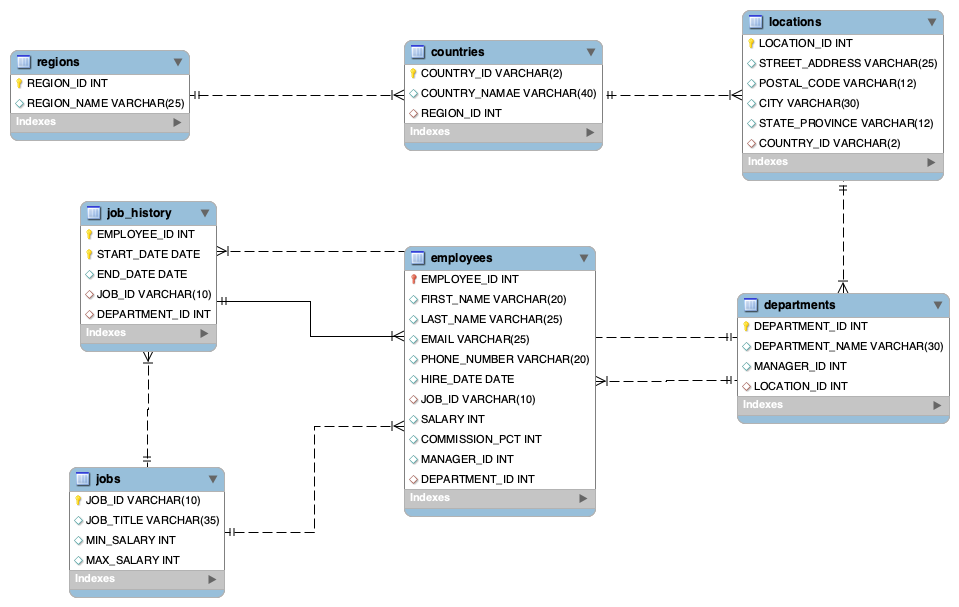 regions
REGION_ID INT
REGION_NAME VARCHAR(25)
Indexes
countries
COUNTRY_ID VARCHAR(2)
COUNTRY_NAMAE VARCHAR(40)
REGION_ID INT
Indexes
locations
LOCATION_ID INT
STREET_ADDRESS VARCHAR(25)
POSTAL_CODE VARCHAR(12)
CITY VARCHAR(30)
STATE_PROVINCE VARCHAR(12)
COUNTRY_ID VARCHAR(2)
Indexes
job_history
EMPLOYEE_ID INT
START_DATE DATE
END_DATE DATE
JOB_ID VARCHAR(10)
DEPARTMENT_ID INT
Indexes
employees
EMPLOYEE_ID INT
FIRST_NAME VARCHAR(20)
LAST_NAME VARCHAR(25)
EMAIL VARCHAR(25)
PHONE_NUMBER VARCHAR(20)
HIRE_DATE DATE
JOB_ID VARCHAR(10)
SALARY INT
COMMISSION_PCT INT
MANAGER_ID INT
DEPARTMENT_ID INT
Indexes
departments
DEPARTMENT_ID INT
DEPARTMENT_NAME VARCHAR(30)
MANAGER_ID INT
LOCATION_ID INT
Indexes
jobs
JOB_ID VARCHAR(10)
JOB_TITLE VARCHAR(35)
MIN_SALARY INT
MAX_SALARY INT
Indexes